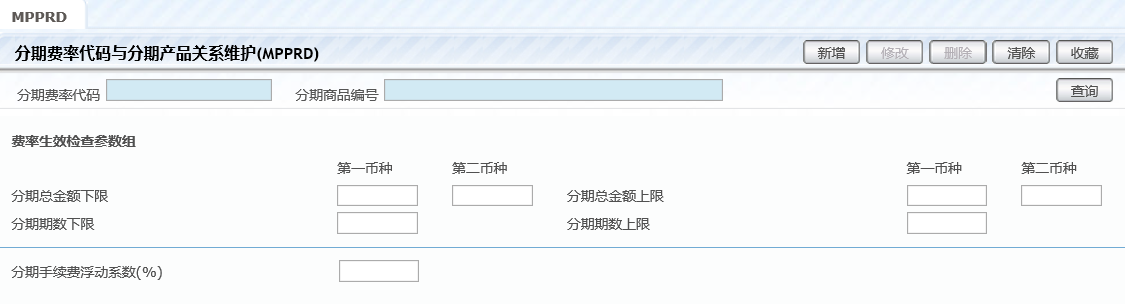 MPPRD
分期费率代码与分期产品关系维护(MPPRD) 新增 修改 删除 清除 收藏
分期费率代码 分期商品编号 查询
费率生效检查参数组
第一币种 第二币种 第一币种 第二币种
分期总金额下限 分期总金额上限
分期期数下限 分期期数上限
分期手续费浮动系数(%)